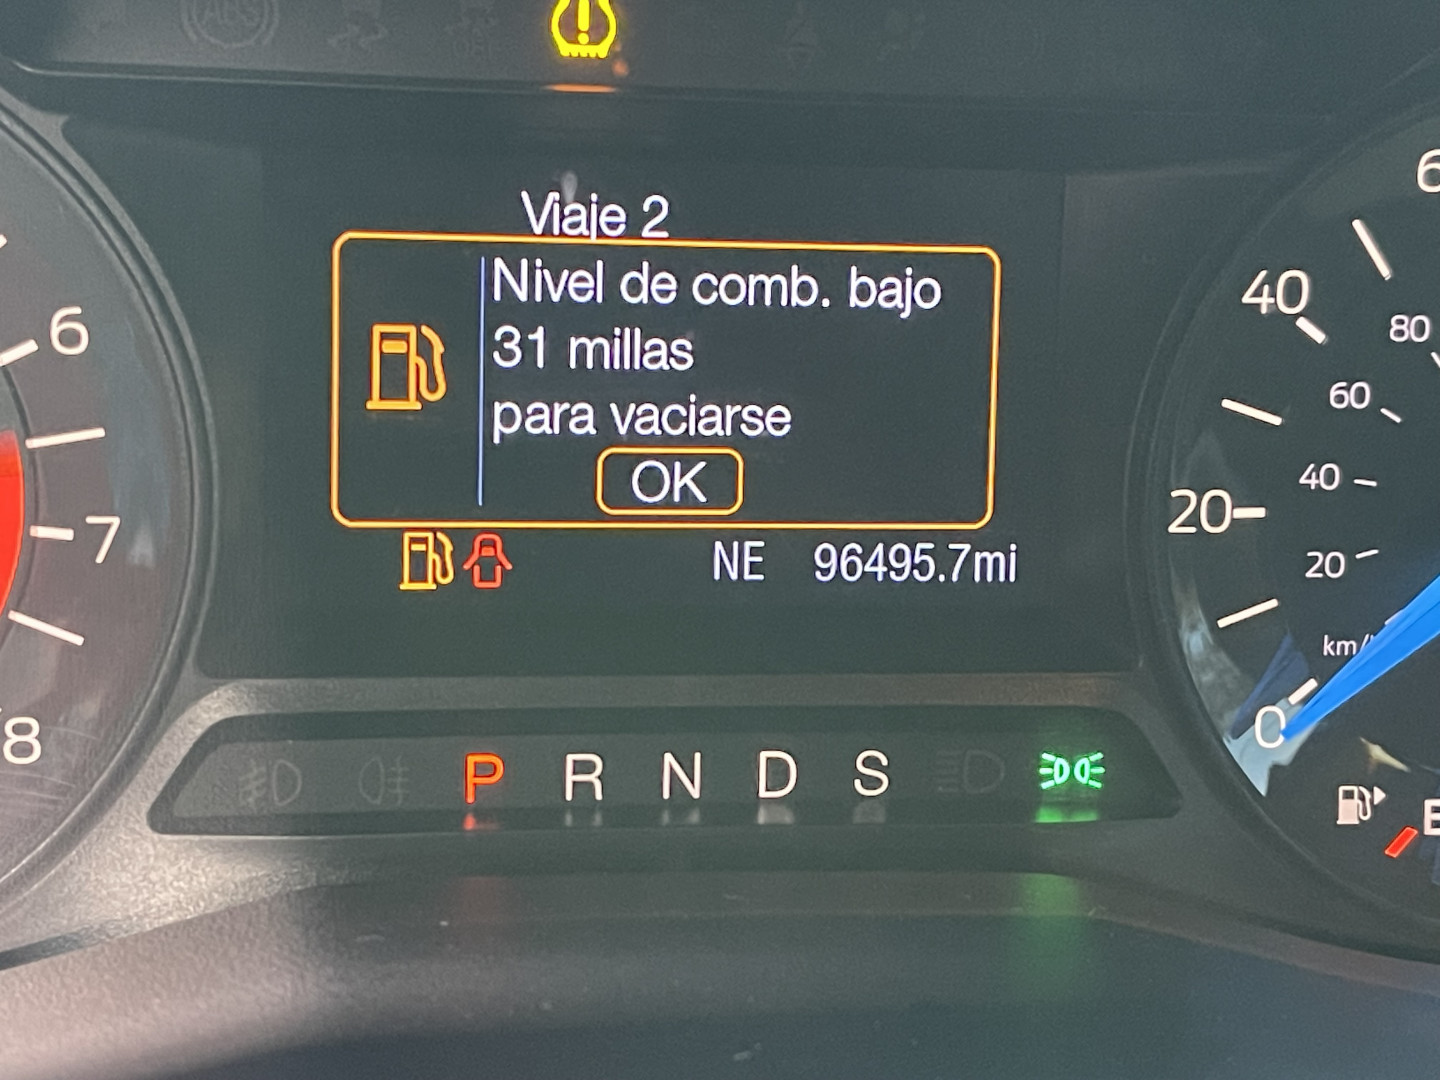 ABS
Viaje 2
Nivel de comb. bajo
31 millas
para vaciarse
OK
NE 96495.7mi
6
7
8
P R N D S
40
20
0
80
60
40
20